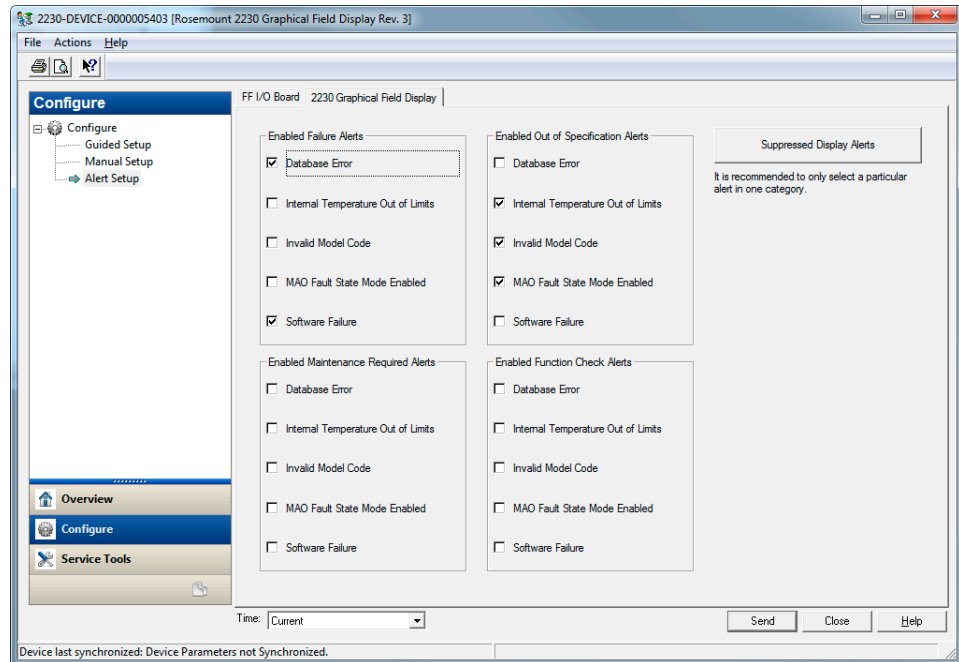 2230-DEVICE-0000005403 [Rosemount 2230 Graphical Field Display Rev. 3]
File Actions Help
Configure
Configure
Guided Setup
Manual Setup
Alert Setup
Overview
Configure
Service Tools
FF I/O Board
2230 Graphical Field Display
Enabled Failure Alerts
Database Error
Internal Temperature Out of Limits
Invalid Model Code
MAO Fault State Mode Enabled
Software Failure
Enabled Out of Specification Alerts
Database Error
Internal Temperature Out of Limits
Invalid Model Code
MAO Fault State Mode Enabled
Software Failure
Suppressed Display Alerts
It is recommended to only select a particular
alert in one category.
Enabled Maintenance Required Alerts
Database Error
Internal Temperature Out of Limits
Invalid Model Code
MAO Fault State Mode Enabled
Software Failure
Enabled Function Check Alerts
Database Error
Internal Temperature Out of Limits
Invalid Model Code
MAO Fault State Mode Enabled
Software Failure
Time: Current
Send
Close
Help
Device last synchronized: Device Parameters not Synchronized.